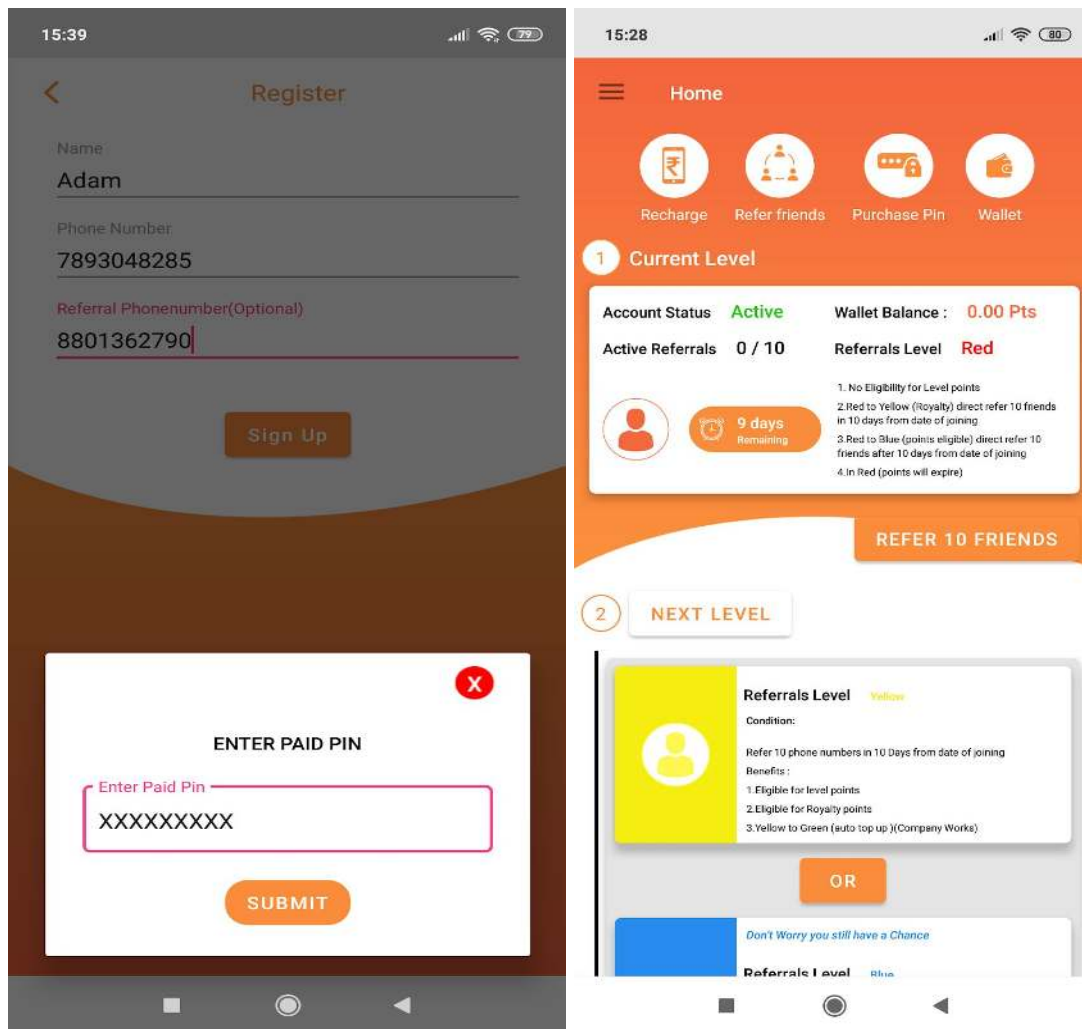 15:39
79
Register
Name
Adam
Phone Number
7893048285
Referral Phonenumber(Optional)
8801362790
Sign Up
X
ENTER PAID PIN
Enter Paid Pin
XXXXXXXXX
SUBMIT
15:28
80
Home
Recharge Refer friends Purchase Pin Wallet
1 Current Level
Account Status Active Wallet Balance : 0.00 Pts
Active Referrals 0 / 10 Referrals Level Red
9 days
Remaining
1. No Eligibility for Level points
2.Red to Yellow (Royalty) direct refer 10 friends
in 10 days from date of joining
3.Red to Blue (points eligible) direct refer 10
friends after 10 days from date of joining
4.In Red (points will expire)
REFER 10 FRIENDS
2 NEXT LEVEL
Referrals Level Yellow
Condition:
Refer 10 phone numbers in 10 Days from date of joining
Benefits :
1.Eligible for level points
2.Eligible for Royalty points
3.Yellow to Green (auto top up )(Company Works)
OR
Don't Worry you still have a Chance
Referrals Level Blue